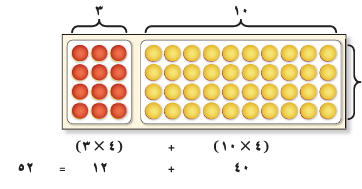 ٣ ١٠
(٣ × ٤) + (١٠ × ٤)
٥٢ = ١٢ + ٤٠